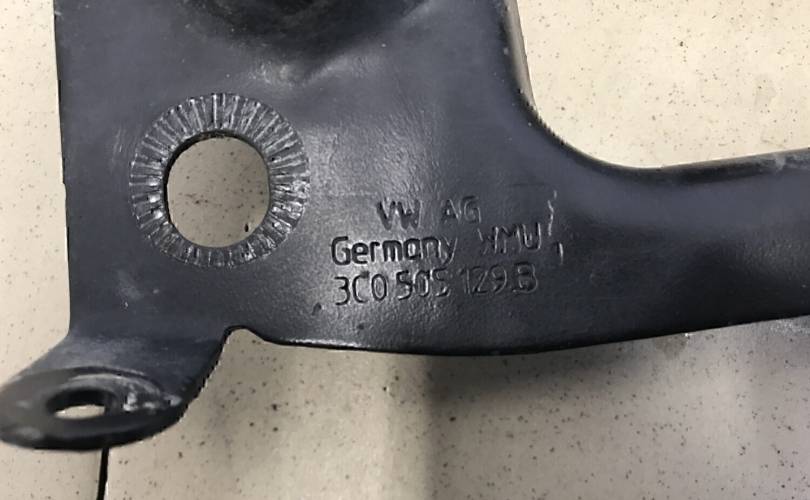 VW AG
Germany WMU
3C0 505 129 B